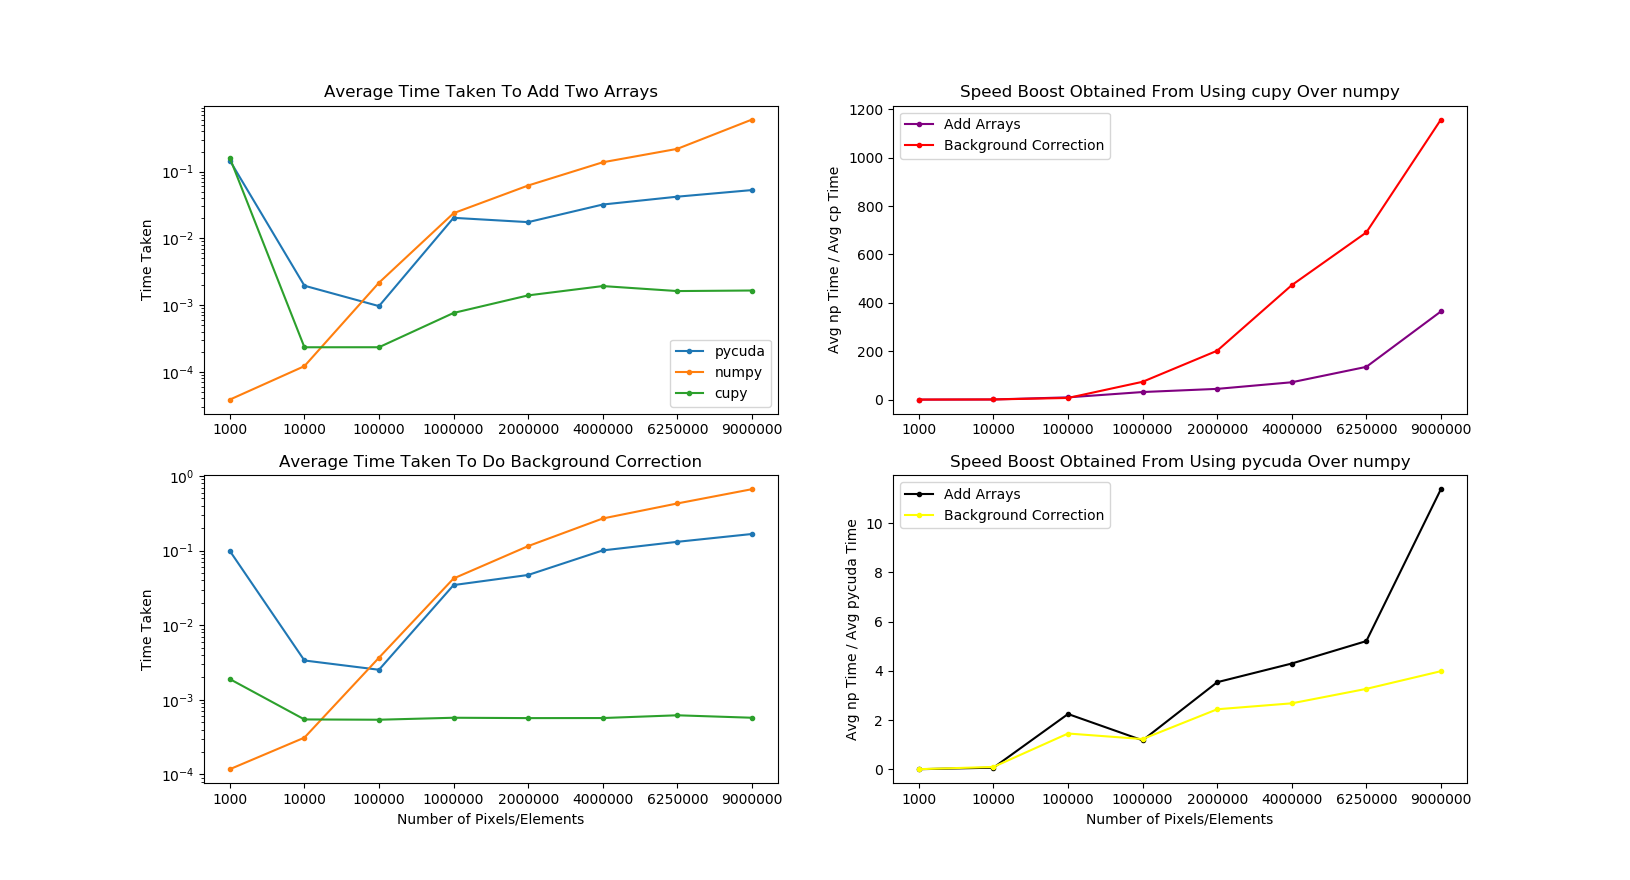 Average Time Taken To Add Two Arrays
Time Taken
10^-1
10^-2
10^-3
10^-4
pycuda
numpy
cupy
1000 10000 100000 1000000 2000000 4000000 6250000 9000000
Speed Boost Obtained From Using cupy Over numpy
Avg np Time / Avg cp Time
1200
1000
800
600
400
200
0
Add Arrays
Background Correction
1000 10000 100000 1000000 2000000 4000000 6250000 9000000
Average Time Taken To Do Background Correction
Time Taken
10^0
10^-1
10^-2
10^-3
10^-4
1000 10000 100000 1000000 2000000 4000000 6250000 9000000
Number of Pixels/Elements
Speed Boost Obtained From Using pycuda Over numpy
Avg np Time / Avg pycuda Time
10
8
6
4
2
0
Add Arrays
Background Correction
1000 10000 100000 1000000 2000000 4000000 6250000 9000000
Number of Pixels/Elements